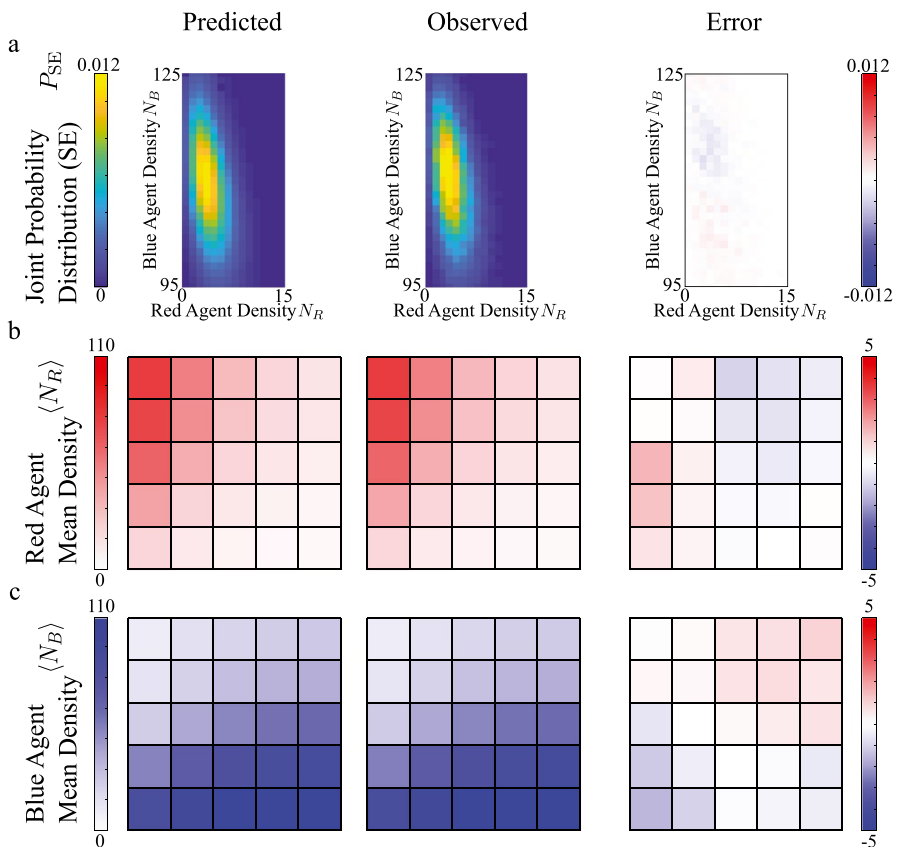 Predicted
Observed
Error
a
P_SE
0.012
0
Joint Probability
Distribution (SE)
125
95
Blue Agent Density N_B
0
15
Red Agent Density N_R
125
95
Blue Agent Density N_B
0
15
Red Agent Density N_R
125
95
Blue Agent Density N_B
0
15
Red Agent Density N_R
0.012
-0.012
b
110
0
⟨N_R⟩
Red Agent
Mean Density
5
-5
c
110
0
⟨N_B⟩
Blue Agent
Mean Density
5
-5